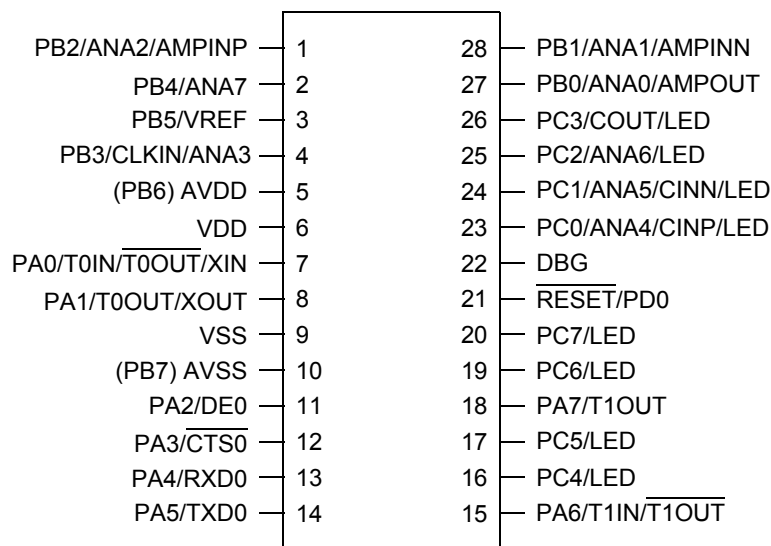 PB2/ANA2/AMPINP 1 28 PB1/ANA1/AMPINN
PB4/ANA7 2 27 PB0/ANA0/AMPOUT
PB5/VREF 3 26 PC3/COUT/LED
PB3/CLKIN/ANA3 4 25 PC2/ANA6/LED
(PB6) AVDD 5 24 PC1/ANA5/CINN/LED
VDD 6 23 PC0/ANA4/CINP/LED
PA0/T0IN/T0OUT/XIN 7 22 DBG
PA1/T0OUT/XOUT 8 21 RESET/PD0
VSS 9 20 PC7/LED
(PB7) AVSS 10 19 PC6/LED
PA2/DE0 11 18 PA7/T1OUT
PA3/CTS0 12 17 PC5/LED
PA4/RXD0 13 16 PC4/LED
PA5/TXD0 14 15 PA6/T1IN/T1OUT